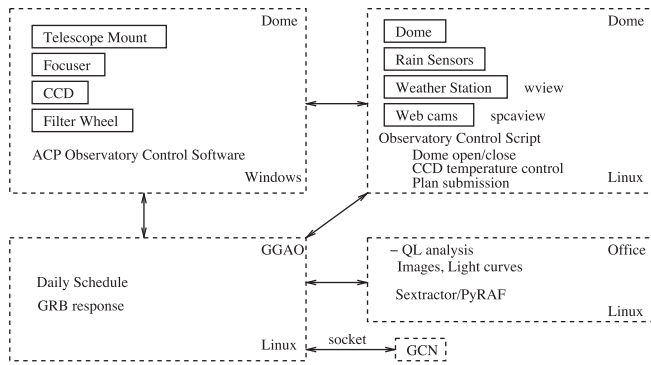 Dome
Telescope Mount
Focuser
CCD
Filter Wheel
ACP Observatory Control Software
Windows
Dome
Dome
Rain Sensors
Weather Station wview
Web cams spcaview
Observatory Control Script
Dome open/close
CCD temperature control
Plan submission
Linux
GGAO
Daily Schedule
GRB response
Linux
Office
– QL analysis
Images, Light curves
Sextractor/PyRAF
Linux
socket
GCN